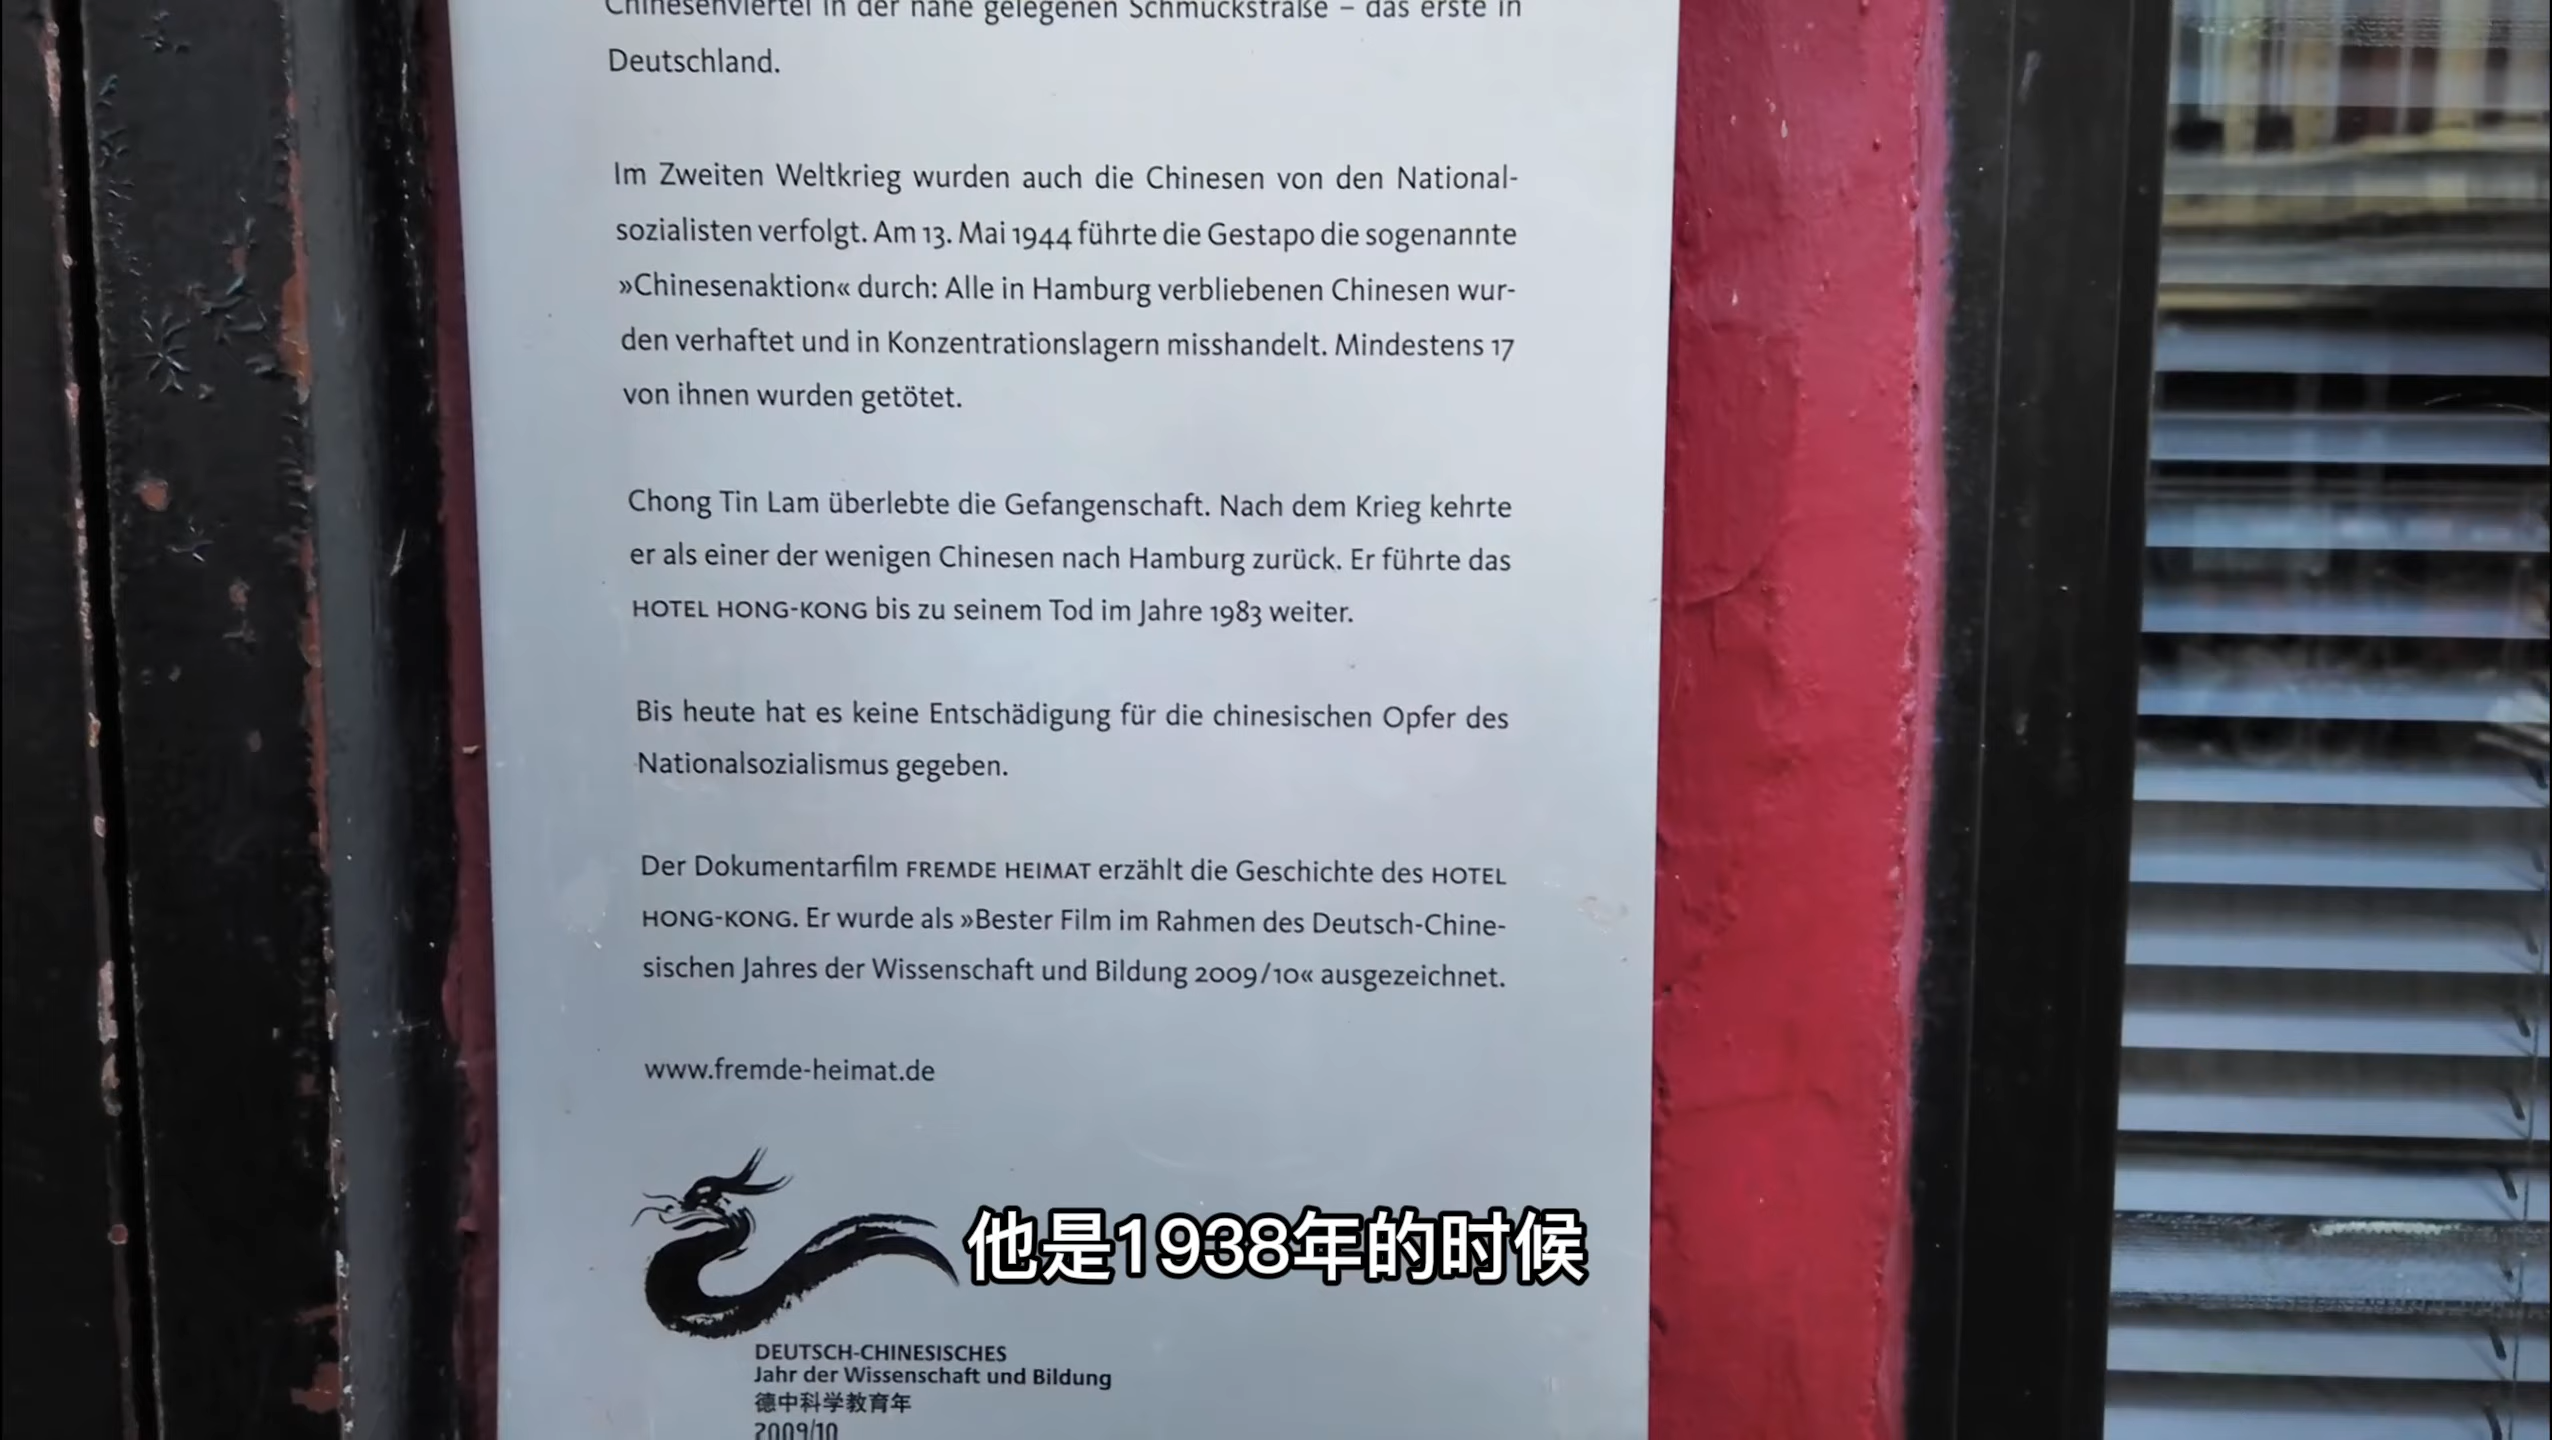 Chinesenviertel in der nahe gelegenen Schmuckstraße – das erste in
Deutschland.
Im Zweiten Weltkrieg wurden auch die Chinesen von den National-
sozialisten verfolgt. Am 13. Mai 1944 führte die Gestapo die sogenannte
»Chinesenaktion« durch: Alle in Hamburg verbliebenen Chinesen wur-
den verhaftet und in Konzentrationslagern misshandelt. Mindestens 17
von ihnen wurden getötet.
Chong Tin Lam überlebte die Gefangenschaft. Nach dem Krieg kehrte
er als einer der wenigen Chinesen nach Hamburg zurück. Er führte das
HOTEL HONG-KONG bis zu seinem Tod im Jahre 1983 weiter.
Bis heute hat es keine Entschädigung für die chinesischen Opfer des
Nationalsozialismus gegeben.
Der Dokumentarfilm FREMDE HEIMAT erzählt die Geschichte des HOTEL
HONG-KONG. Er wurde als »Bester Film im Rahmen des Deutsch-Chine-
sischen Jahres der Wissenschaft und Bildung 2009/10« ausgezeichnet.
www.fremde-heimat.de
他是1938年的时候
DEUTSCH-CHINESISCHES
Jahr der Wissenschaft und Bildung
德中科学教育年
2009/10